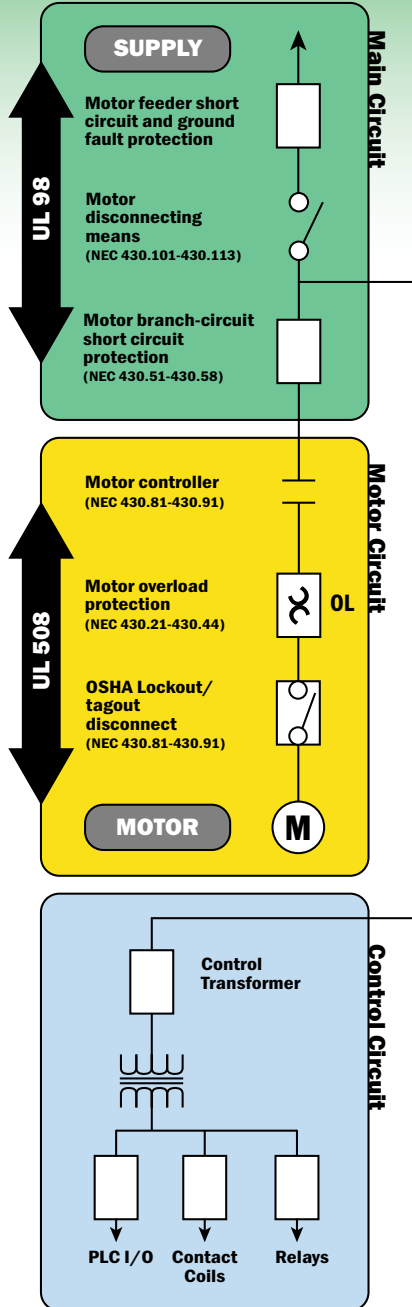 SUPPLY
Main Circuit
Motor feeder short
circuit and ground
fault protection
UL 98
Motor
disconnecting
means
(NEC 430.101-430.113)
Motor branch-circuit
short circuit
protection
(NEC 430.51-430.58)
Motor Circuit
Motor controller
(NEC 430.81-430.91)
UL 508
Motor overload
protection
(NEC 430.21-430.44)
OL
OSHA Lockout/
tagout
disconnect
(NEC 430.81-430.91)
MOTOR
M
Control Circuit
Control
Transformer
PLC I/O
Contact
Coils
Relays